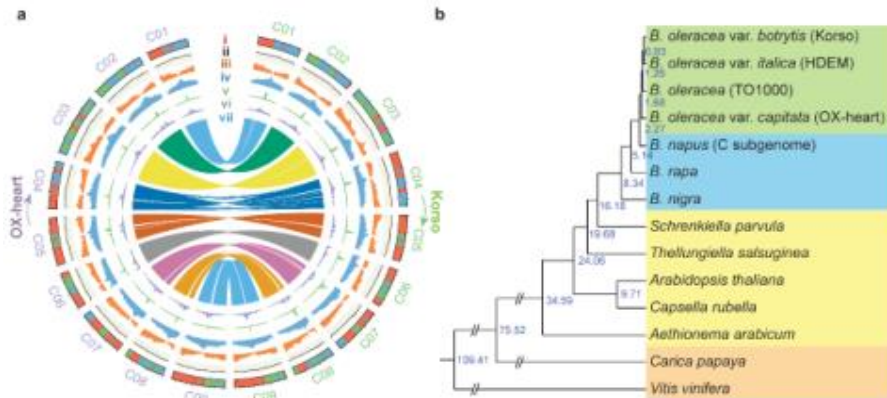 a
b
C01
C02
C03
C04
C05
C06
C07
C08
C09
C01
C02
C03
C04
C05
C06
C07
C08
C09
i
ii
iii
iv
v
vi
vii
OX-heart
Korso
B. oleracea var. botrytis (Korso)
B. oleracea var. italica (HDEM)
B. oleracea (TO1000)
B. oleracea var. capitata (OX-heart)
B. napus (C subgenome)
B. rapa
B. nigra
Schrenkiella parvula
Thellungiella salsuginea
Arabidopsis thaliana
Capsella rubella
Aethionema arabicum
Carica papaya
Vitis vinifera
2.27
5.14
8.34
16.18
19.68
24.06
9.71
34.59
75.52
109.41